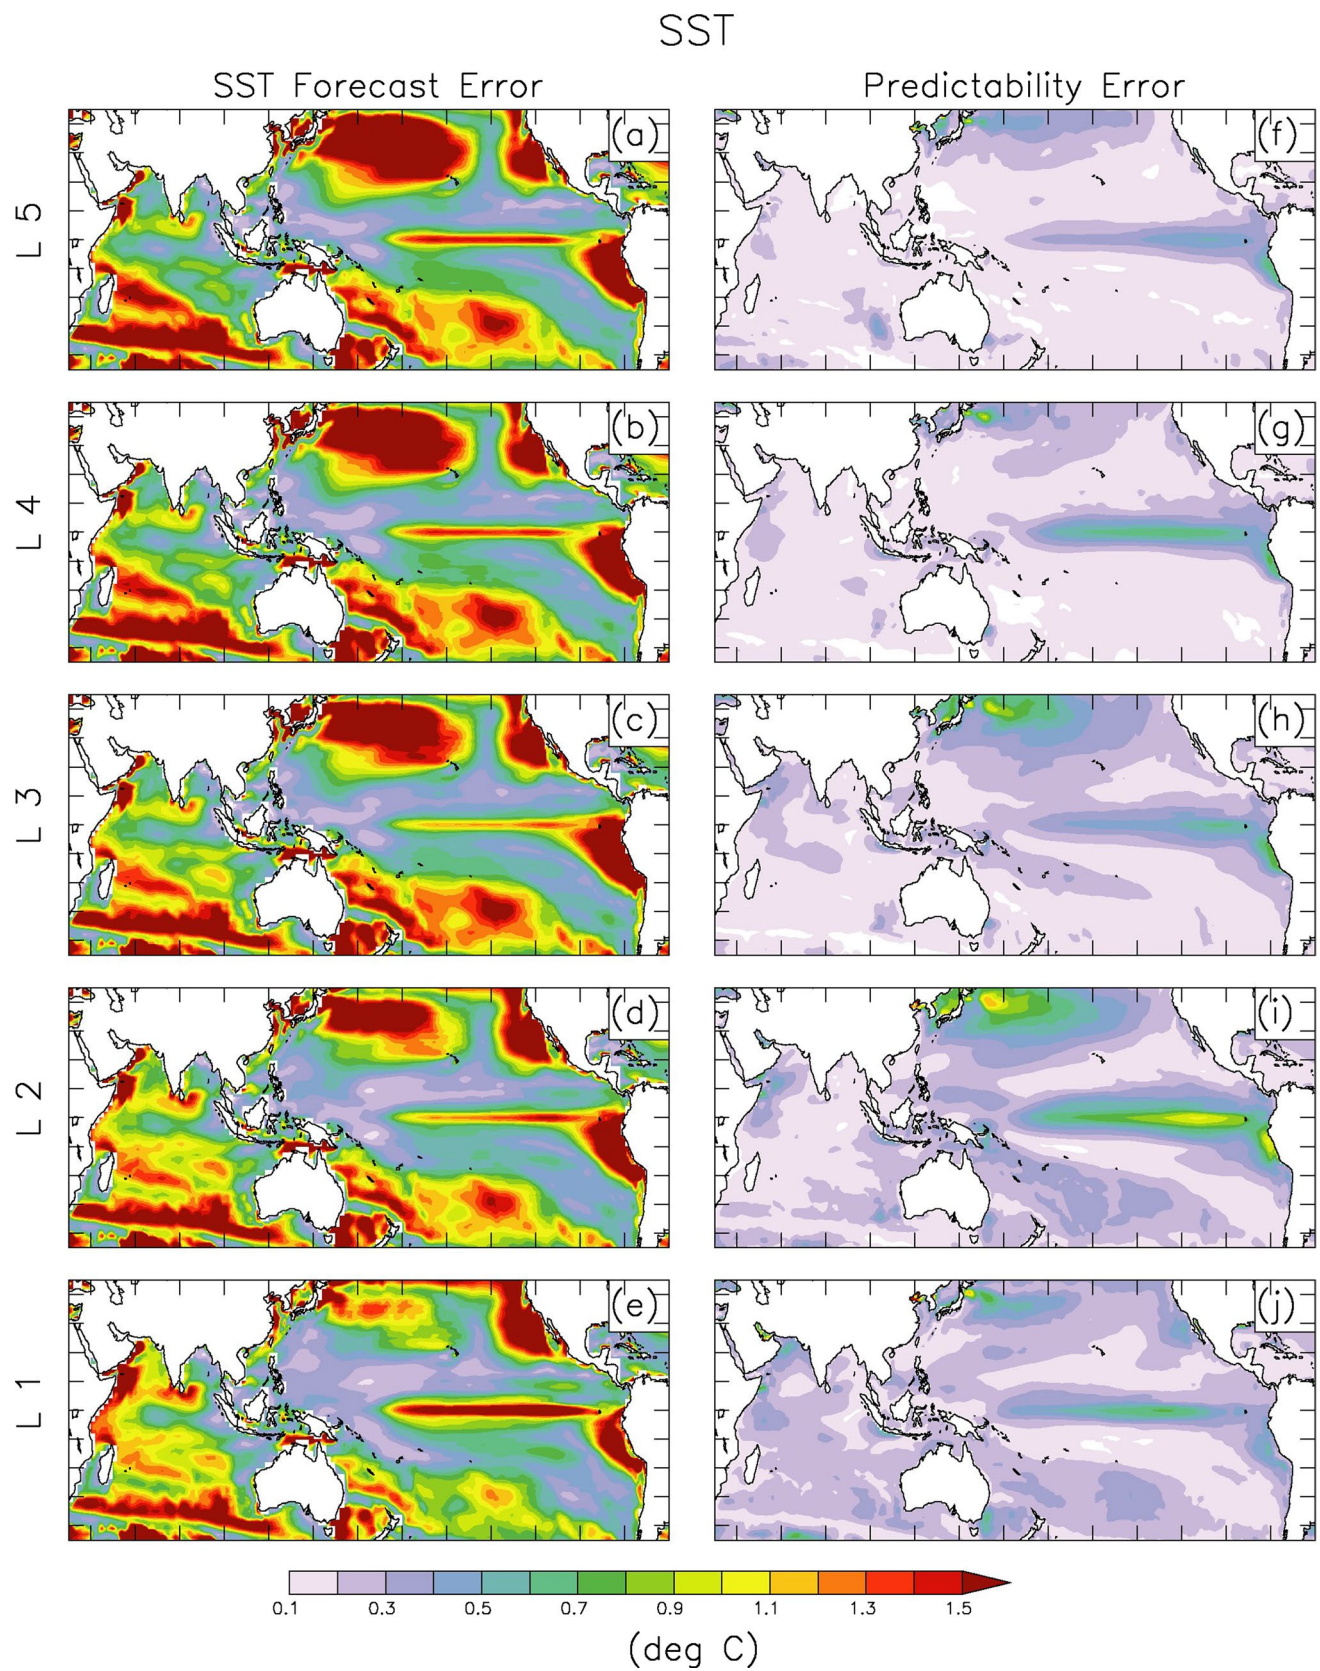 SST
SST Forecast Error Predictability Error
L 5 (a) (f)
L 4 (b) (g)
L 3 (c) (h)
L 2 (d) (i)
L 1 (e) (j)
0.1 0.3 0.5 0.7 0.9 1.1 1.3 1.5
(deg C)